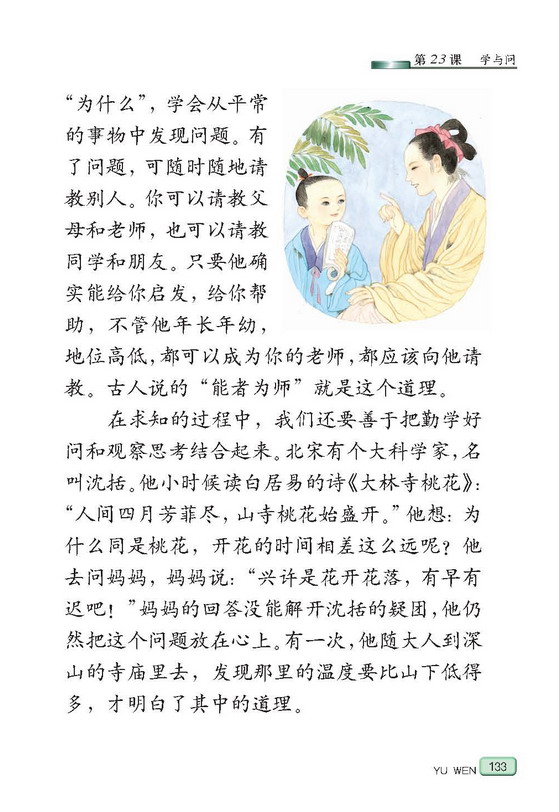 第23课 学与问
“为什么”，学会从平常
的事物中发现问题。有
了问题，可随时随地请
教别人。你可以请教父
母和老师，也可以请教
同学和朋友。只要他确
实能给你启发，给你帮
助，不管他年长年幼，
地位高低，都可以成为你的老师，都应该向他请
教。古人说的“能者为师”就是这个道理。
在求知的过程中，我们还要善于把勤学好
问和观察思考结合起来。北宋有个大科学家，名
叫沈括。他小时候读白居易的诗《大林寺桃花》：
“人间四月芳菲尽，山寺桃花始盛开。”他想：为
什么同是桃花，开花的时间相差这么远呢？他
去问妈妈，妈妈说：“兴许是花开花落，有早有
迟吧！”妈妈的回答没能解开沈括的疑团，他仍
然把这个问题放在心上。有一次，他随大人到深
山的寺庙里去，发现那里的温度要比山下低得
多，才明白了其中的道理。
YU WEN 133